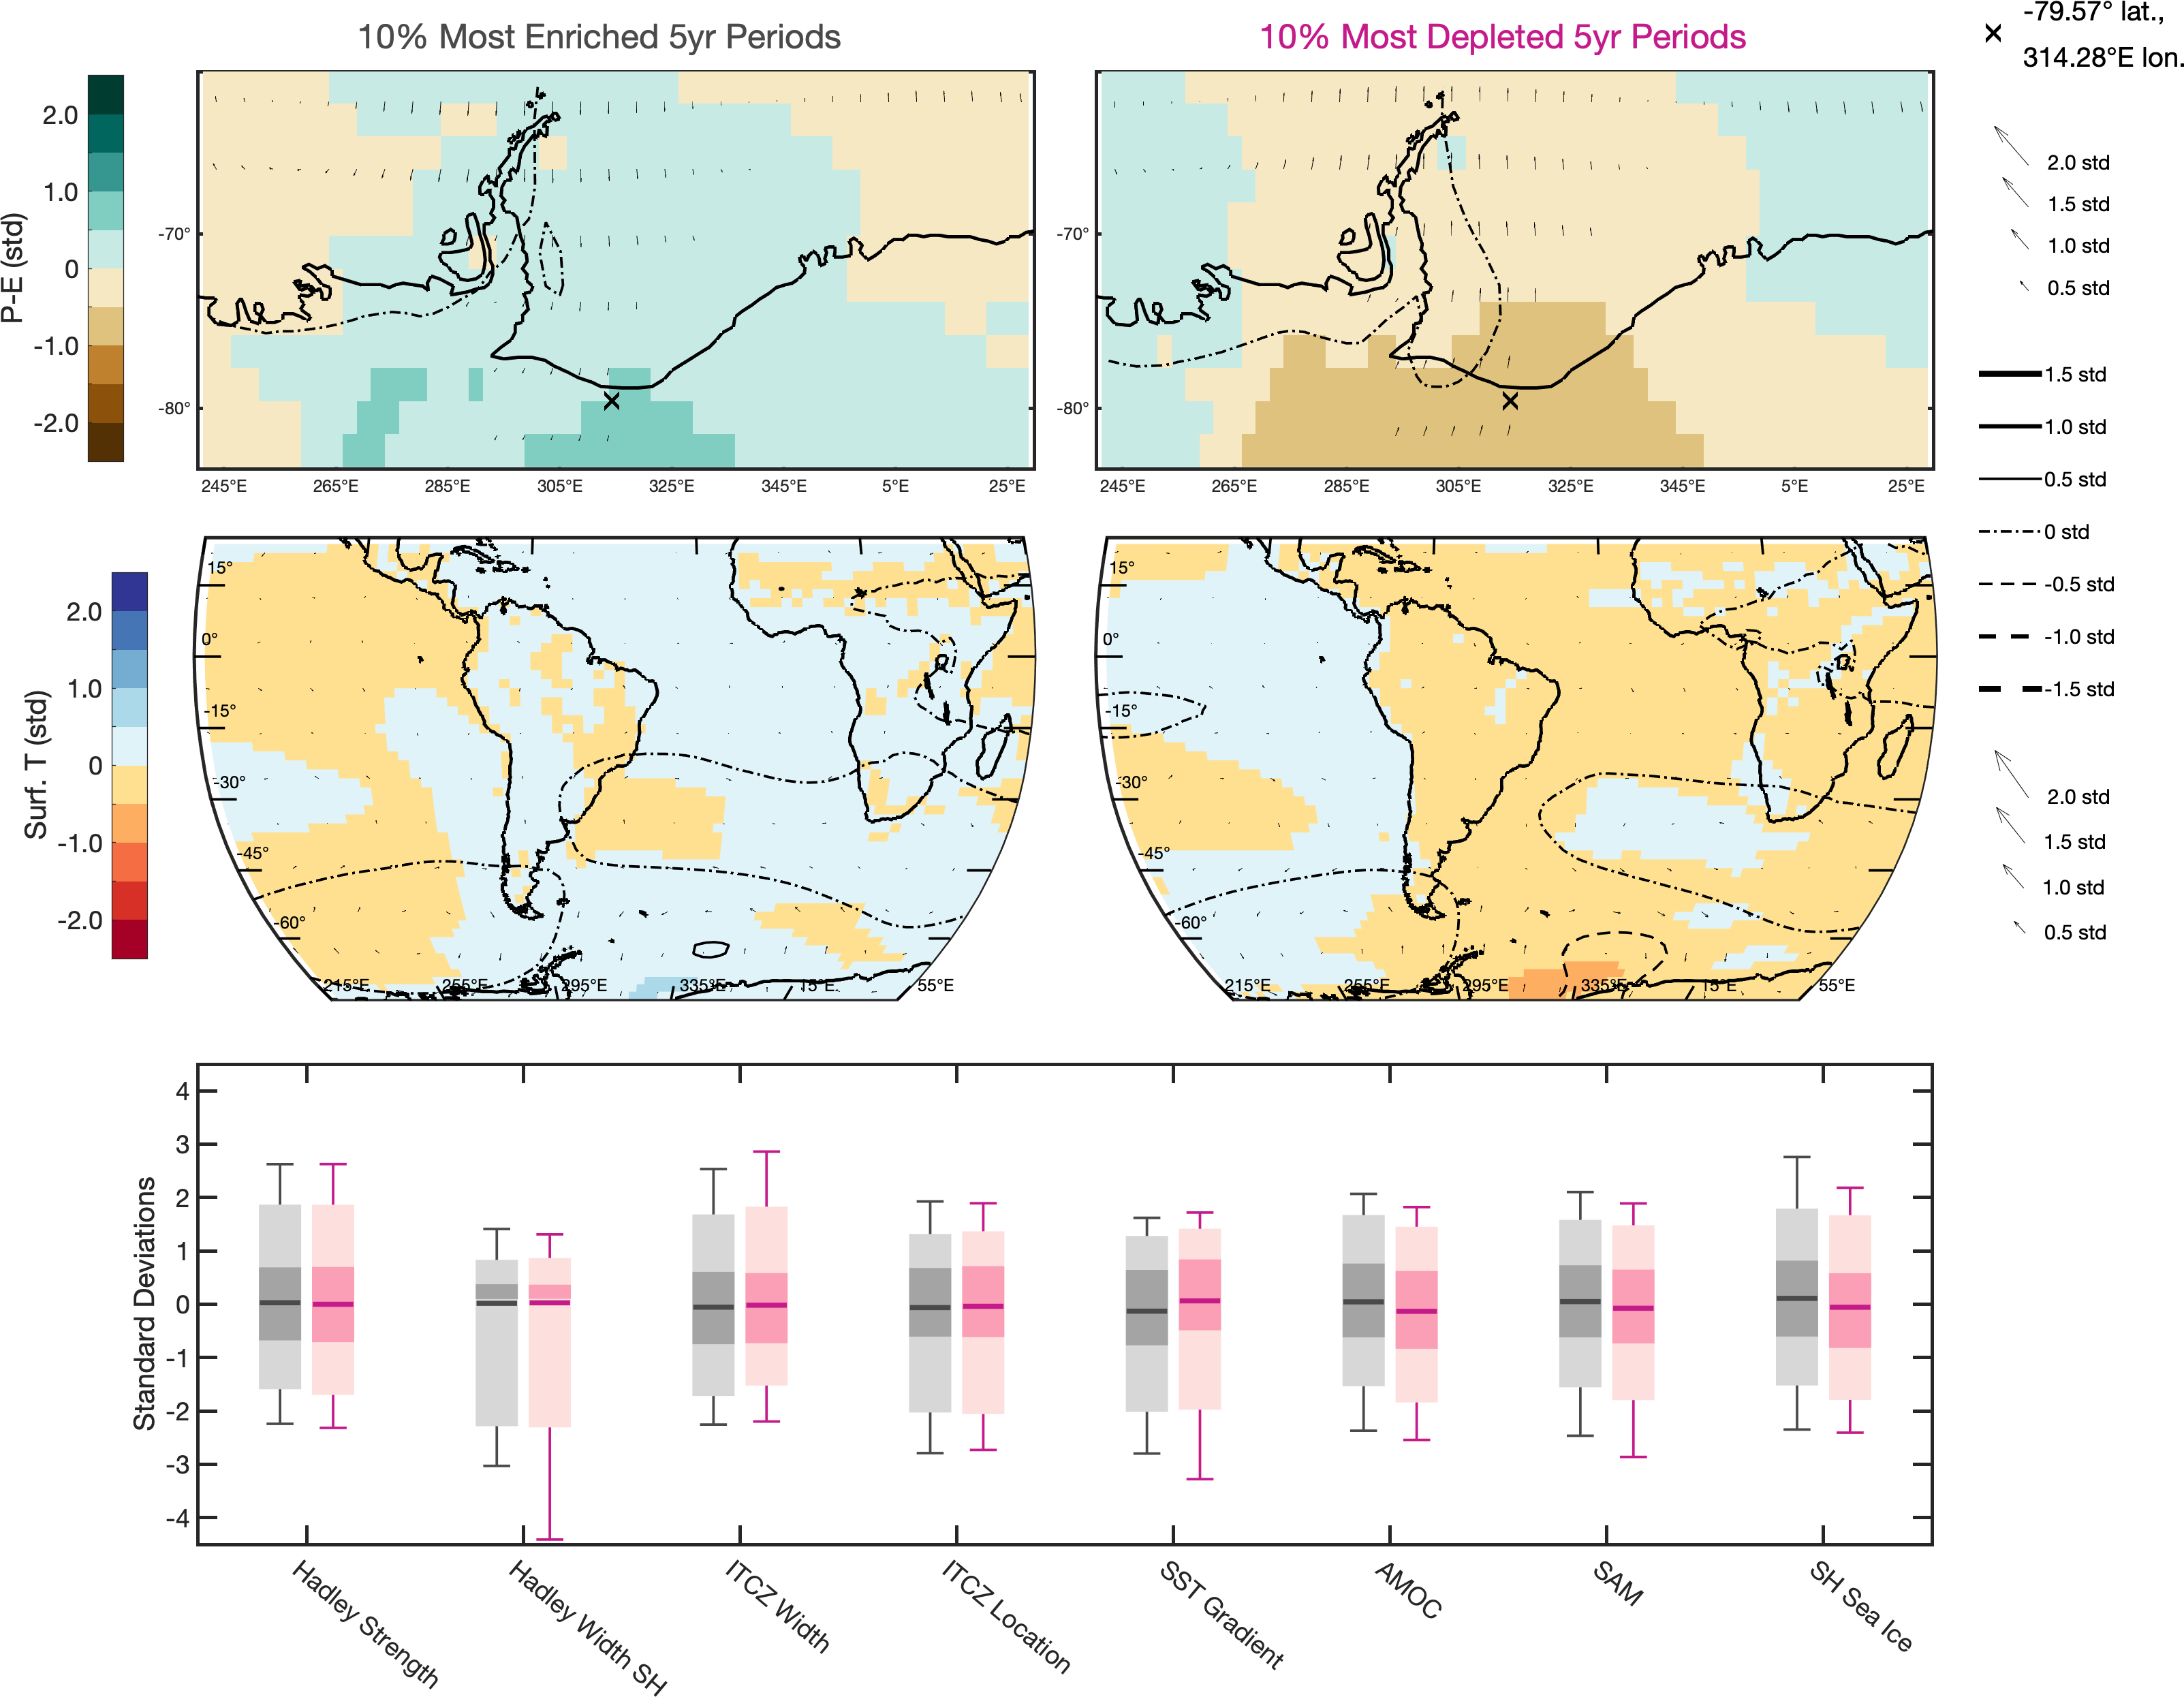 10% Most Enriched 5yr Periods
10% Most Depleted 5yr Periods
-79.57° lat.,
314.28°E lon.
P-E (std)
2.0
1.0
0
-1.0
-2.0
-70°
-80°
245°E 265°E 285°E 305°E 325°E 345°E 5°E 25°E
-70°
-80°
245°E 265°E 285°E 305°E 325°E 345°E 5°E 25°E
2.0 std
1.5 std
1.0 std
0.5 std
1.5 std
1.0 std
0.5 std
0 std
-0.5 std
-1.0 std
-1.5 std
Surf. T (std)
2.0
1.0
0
-1.0
-2.0
15°
0°
-15°
-30°
-45°
-60°
215°E 255°E 295°E 335°E 15°E 55°E
15°
0°
-15°
-30°
-45°
-60°
215°E 255°E 295°E 335°E 15°E 55°E
2.0 std
1.5 std
1.0 std
0.5 std
Standard Deviations
4
3
2
1
0
-1
-2
-3
-4
Hadley Strength
Hadley Width SH
ITCZ Width
ITCZ Location
SST Gradient
AMOC
SAM
SH Sea Ice